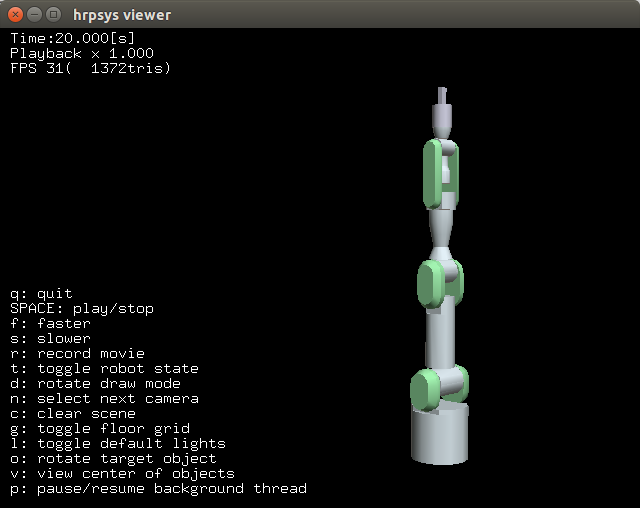 hrpsys viewer
Time:20.000[s]
Playback x 1.000
FPS 31(  1372tris)
q: quit
SPACE: play/stop
f: faster
s: slower
r: record movie
t: toggle robot state
d: rotate draw mode
n: select next camera
c: clear scene
g: toggle floor grid
l: toggle default lights
o: rotate target object
v: view center of objects
p: pause/resume background thread